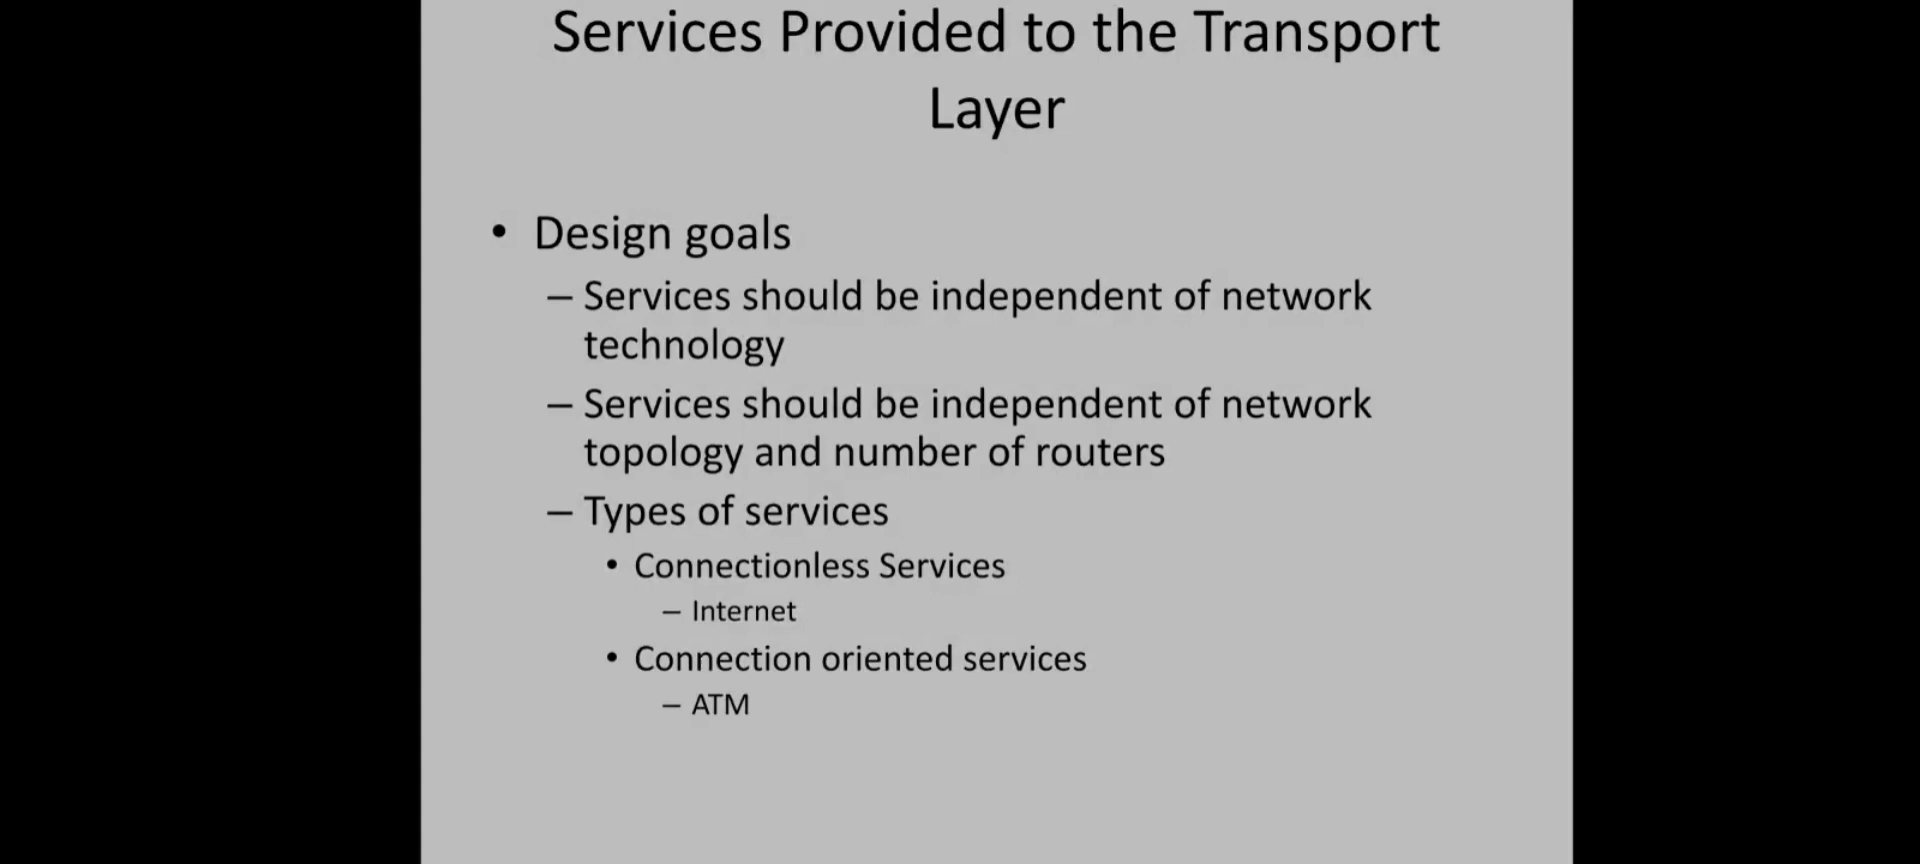 Services Provided to the Transport
Layer
• Design goals
– Services should be independent of network
technology
– Services should be independent of network
topology and number of routers
– Types of services
• Connectionless Services
– Internet
• Connection oriented services
– ATM